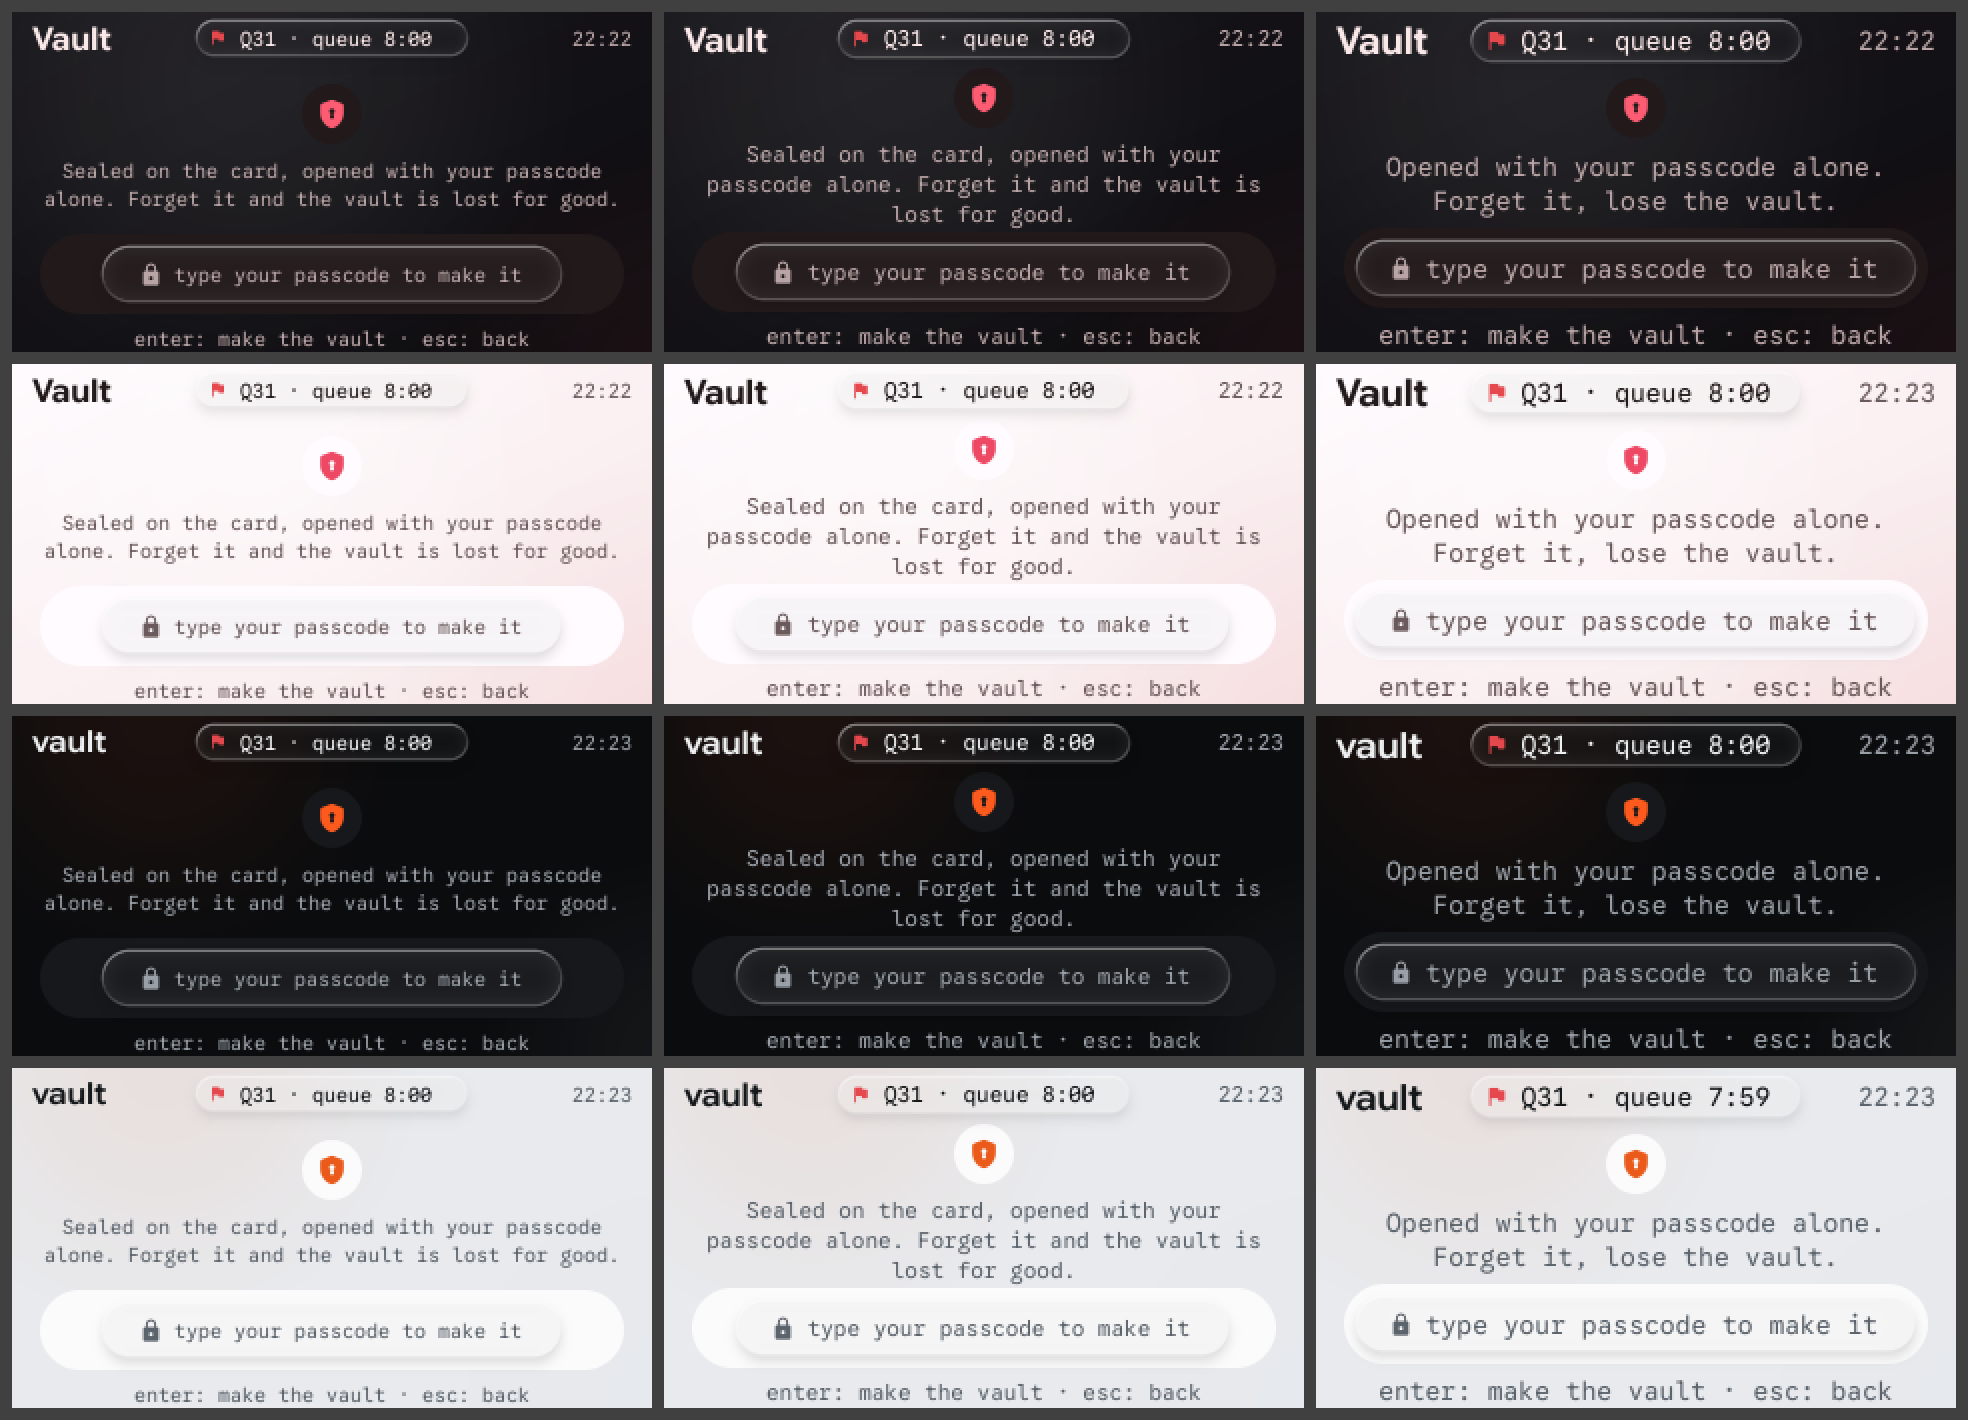 Vault
Q31 · queue 8:00
22:22
Sealed on the card, opened with your passcode
alone. Forget it and the vault is lost for good.
type your passcode to make it
enter: make the vault · esc: back
Vault
Q31 · queue 8:00
22:22
Sealed on the card, opened with your
passcode alone. Forget it and the vault is
lost for good.
type your passcode to make it
enter: make the vault · esc: back
Vault
Q31 · queue 8:00
22:22
Opened with your passcode alone.
Forget it, lose the vault.
type your passcode to make it
enter: make the vault · esc: back
Vault
Q31 · queue 8:00
22:22
Sealed on the card, opened with your passcode
alone. Forget it and the vault is lost for good.
type your passcode to make it
enter: make the vault · esc: back
Vault
Q31 · queue 8:00
22:22
Sealed on the card, opened with your
passcode alone. Forget it and the vault is
lost for good.
type your passcode to make it
enter: make the vault · esc: back
Vault
Q31 · queue 8:00
22:23
Opened with your passcode alone.
Forget it, lose the vault.
type your passcode to make it
enter: make the vault · esc: back
vault
Q31 · queue 8:00
22:23
Sealed on the card, opened with your passcode
alone. Forget it and the vault is lost for good.
type your passcode to make it
enter: make the vault · esc: back
vault
Q31 · queue 8:00
22:23
Sealed on the card, opened with your
passcode alone. Forget it and the vault is
lost for good.
type your passcode to make it
enter: make the vault · esc: back
vault
Q31 · queue 8:00
22:23
Opened with your passcode alone.
Forget it, lose the vault.
type your passcode to make it
enter: make the vault · esc: back
vault
Q31 · queue 8:00
22:23
Sealed on the card, opened with your passcode
alone. Forget it and the vault is lost for good.
type your passcode to make it
enter: make the vault · esc: back
vault
Q31 · queue 8:00
22:23
Sealed on the card, opened with your
passcode alone. Forget it and the vault is
lost for good.
type your passcode to make it
enter: make the vault · esc: back
vault
Q31 · queue 7:59
22:23
Opened with your passcode alone.
Forget it, lose the vault.
type your passcode to make it
enter: make the vault · esc: back